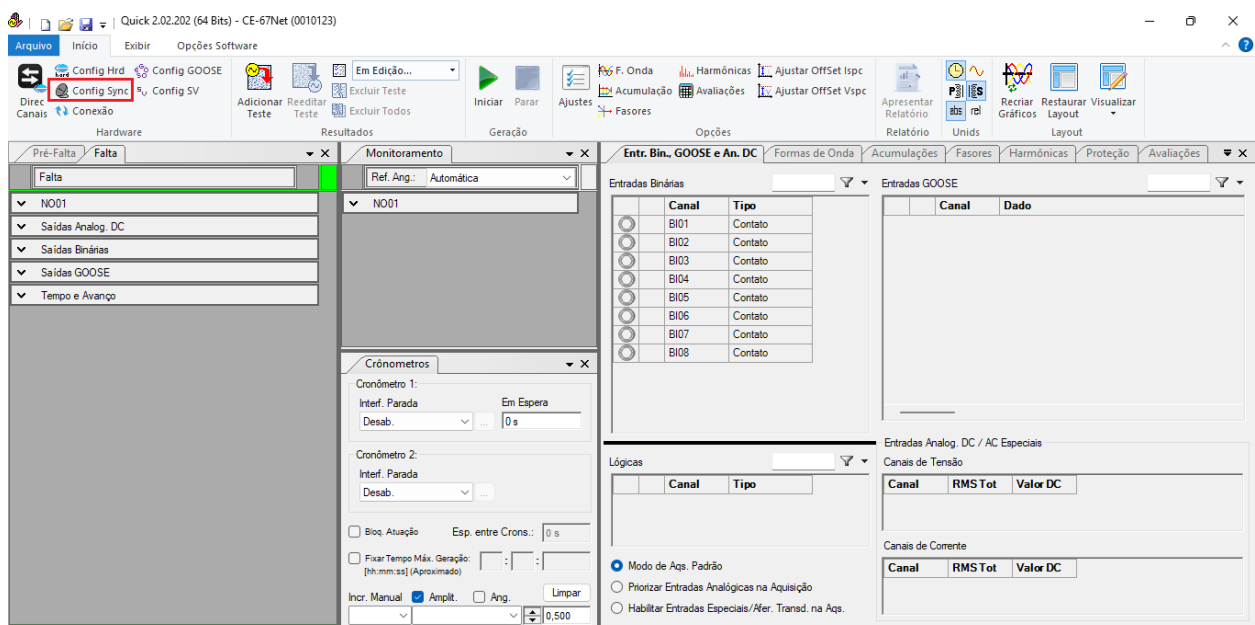 Quick 2.02.202 (64 Bits) - CE-67Net (0010123)
Arquivo Início Exibir Opções Software
Direc Canais
Config Hrd Config GOOSE
Config Sync Config SV
Conexão
Hardware
Adicionar Teste
Reeditar Teste
Em Edição...
Excluir Teste
Excluir Todos
Resultados
Iniciar Parar
Geração
Ajustes
F. Onda Harmônicas Ajustar OffSet Ispc
Acumulação Avaliações Ajustar OffSet Vspc
Fasores
Opções
Apresentar Relatório
Relatório
abs rel
Unids
Recriar Gráficos
Restaurar Layout
Visualizar
Layout
Pré-Falta Falta
Falta
NO01
Saídas Analog. DC
Saídas Binárias
Saídas GOOSE
Tempo e Avanço
Monitoramento
Ref. Ang.: Automática
NO01
Crônometros
Cronômetro 1:
Interf. Parada Em Espera
Desab. ... 0 s
Cronômetro 2:
Interf. Parada
Desab. ...
Bloq. Atuação Esp. entre Crons.: 0 s
Fixar Tempo Máx. Geração: : :
[hh:mm:ss] (Aproximado)
Incr. Manual Amplit. Ang. Limpar
0,500
Entr. Bin., GOOSE e An. DC Formas de Onda Acumulações Fasores Harmônicas Proteção Avaliações
Entradas Binárias
Canal Tipo
BI01 Contato
BI02 Contato
BI03 Contato
BI04 Contato
BI05 Contato
BI06 Contato
BI07 Contato
BI08 Contato
Lógicas
Canal Tipo
Modo de Aqs. Padrão
Priorizar Entradas Analógicas na Aquisição
Habilitar Entradas Especiais/Afer. Transd. na Aqs.
Entradas GOOSE
Canal Dado
Entradas Analog. DC / AC Especiais
Canais de Tensão
Canal RMS Tot Valor DC
Canais de Corrente
Canal RMS Tot Valor DC